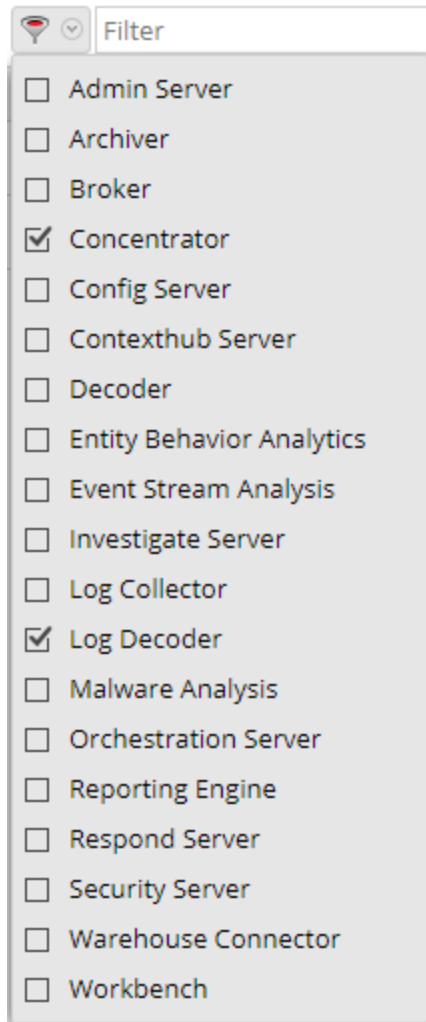 Filter
Admin Server
Archiver
Broker
Concentrator
Config Server
Contexthub Server
Decoder
Entity Behavior Analytics
Event Stream Analysis
Investigate Server
Log Collector
Log Decoder
Malware Analysis
Orchestration Server
Reporting Engine
Respond Server
Security Server
Warehouse Connector
Workbench